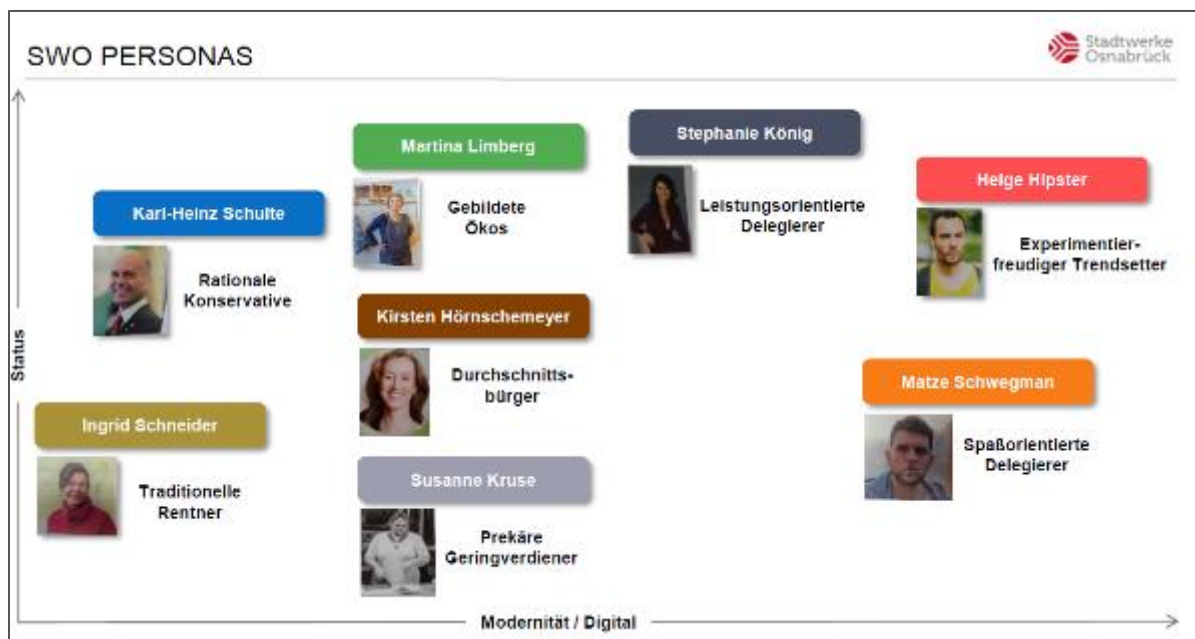 SWO PERSONAS
Stadtwerke
Osnabrück
Stephanie König
Martina Limberg
Helge Hipster
Karl-Heinz Schulte
Gebildete
Ökos
Leistungsorientierte
Delegierer
Experimentier-
freudiger Trendsetter
Rationale
Konservative
Kirsten Hörnschemeyer
Status
Durchschnitts-
bürger
Matze Schwegman
Ingrid Schneider
Spaßorientierte
Delegierer
Susanne Kruse
Traditionelle
Rentner
Prekäre
Geringverdiener
Modernität / Digital